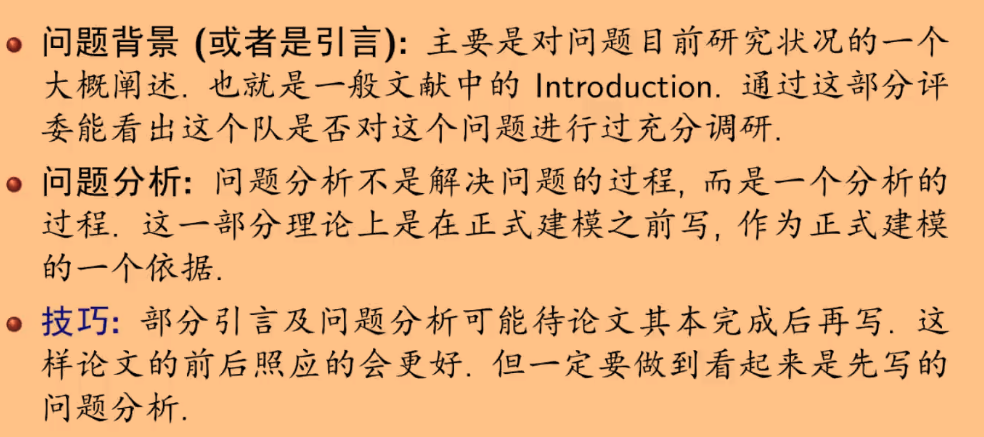 问题背景 (或者是引言): 主要是对问题目前研究状况的一个
大概阐述. 也就是一般文献中的 Introduction. 通过这部分评
委能看出这个队是否对这个问题进行过充分调研.
问题分析: 问题分析不是解决问题的过程, 而是一个分析的
过程. 这一部分理论上是在正式建模之前写, 作为正式建模
的一个依据.
技巧: 部分引言及问题分析可能待论文其本完成后再写. 这
样论文的前后照应的会更好. 但一定要做到看起来是先写的
问题分析.